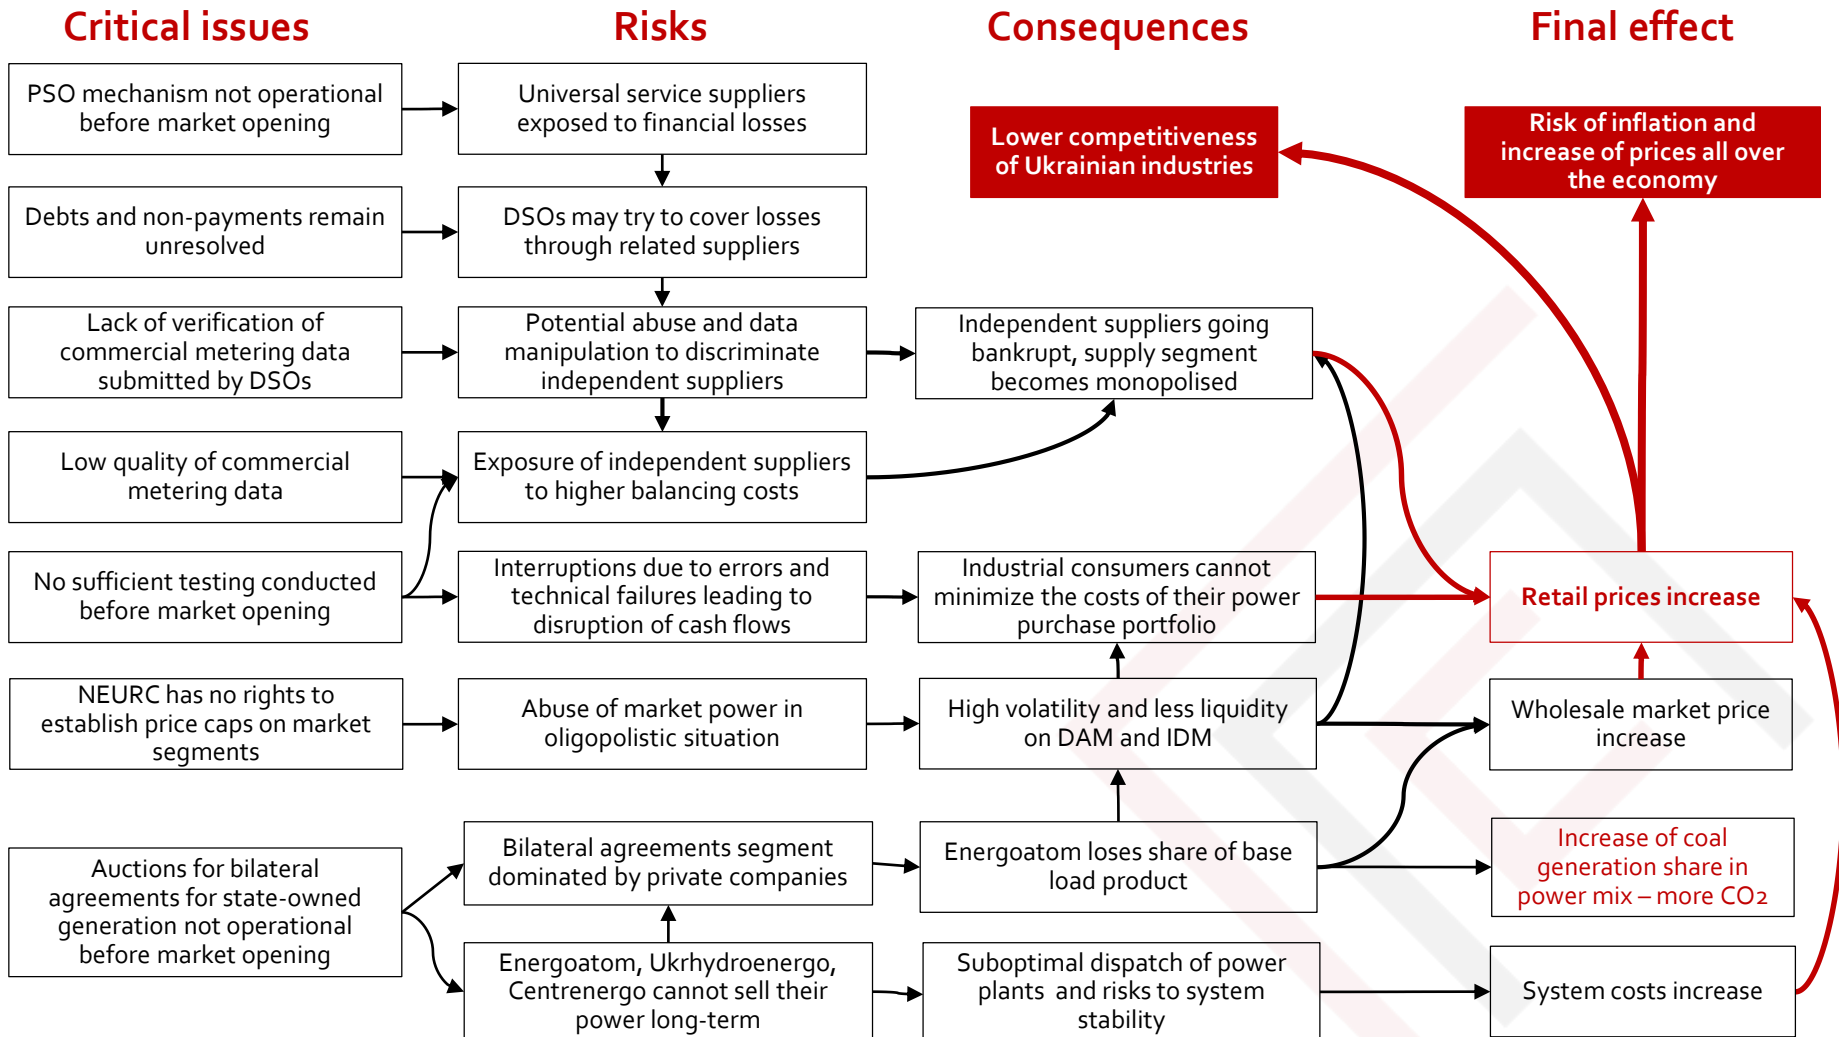 Critical issues
Risks
Consequences
Final effect
PSO mechanism not operational
before market opening
Universal service suppliers
exposed to financial losses
Lower competitiveness
of Ukrainian industries
Risk of inflation and
increase of prices all over
the economy
Debts and non-payments remain
unresolved
DSOs may try to cover losses
through related suppliers
Lack of verification of
commercial metering data
submitted by DSOs
Potential abuse and data
manipulation to discriminate
independent suppliers
Independent suppliers going
bankrupt, supply segment
becomes monopolised
Low quality of commercial
metering data
Exposure of independent suppliers
to higher balancing costs
No sufficient testing conducted
before market opening
Interruptions due to errors and
technical failures leading to
disruption of cash flows
Industrial consumers cannot
minimize the costs of their power
purchase portfolio
Retail prices increase
NEURC has no rights to
establish price caps on market
segments
Abuse of market power in
oligopolistic situation
High volatility and less liquidity
on DAM and IDM
Wholesale market price
increase
Auctions for bilateral
agreements for state-owned
generation not operational
before market opening
Bilateral agreements segment
dominated by private companies
Energoatom loses share of base
load product
Increase of coal
generation share in
power mix – more CO2
Energoatom, Ukrhydroenergo,
Centrenergo cannot sell their
power long-term
Suboptimal dispatch of power
plants  and risks to system
stability
System costs increase